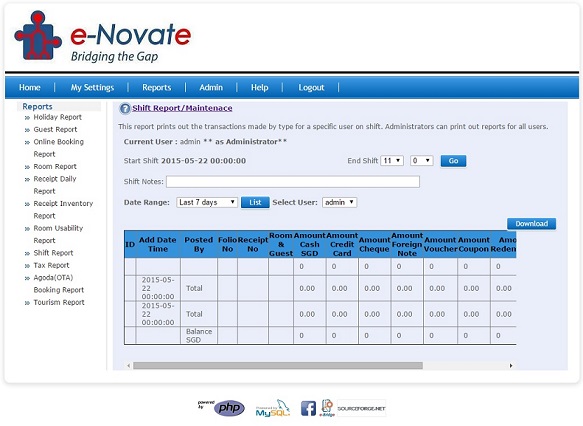 e-Novate
Bridging the Gap
Home My Settings Reports Admin Help Logout
Reports
Holiday Report
Guest Report
Online Booking
Report
Room Report
Receipt Daily
Report
Receipt Inventory
Report
Room Usability
Report
Shift Report
Tax Report
Agoda(OTA)
Booking Report
Tourism Report
Shift Report/Maintenace
This report prints out the transactions made by type for a specific user on shift. Administrators can print out reports for all users.
Current User : admin ** as Administrator**
Start Shift 2015-05-22 00:00:00 End Shift 11 0 Go
Shift Notes:
Date Range: Last 7 days List Select User: admin
Download
ID Add Date Time Posted By Folio No Receipt No Room & Guest Amount Cash SGD Amount Credit Card Amount Cheque Amount Foreign Note Amount Voucher Amount Coupon Amo Reden
0 0 0 0 0 0 0
2015-05-22 00:00:00 Total 0.00 0.00 0.00 0.00 0.00 0.00 0.00
2015-05-22 00:00:00 Total 0.00 0.00 0.00 0.00 0.00 0.00 0.00
Balance SGD 0 0 0 0 0 0 0
powered by php Powered by MySQL f e-Bridge SOURCEFORGE.NET